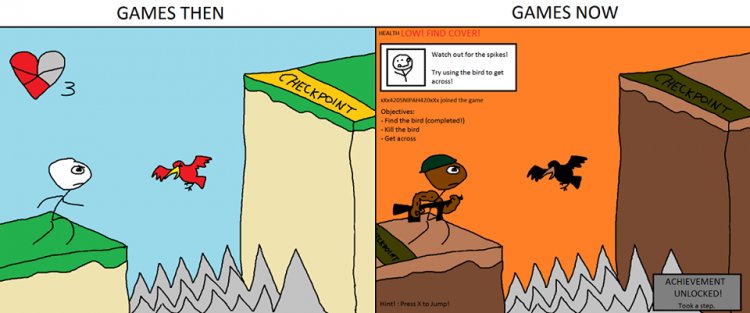 GAMES THEN
3
CHECKPOINT
GAMES NOW
HEALTH LOW! FIND COVER!
Watch out for the spikes!
Try using the bird to get
across!
xXx420SNIPAH420xXx joined the game
Objectives:
- Find the bird (completed!)
- Kill the bird
- Get across
CHECKPOINT
CHECKPOINT
Hint! : Press X to Jump!
ACHIEVEMENT
UNLOCKED!
Took a step.